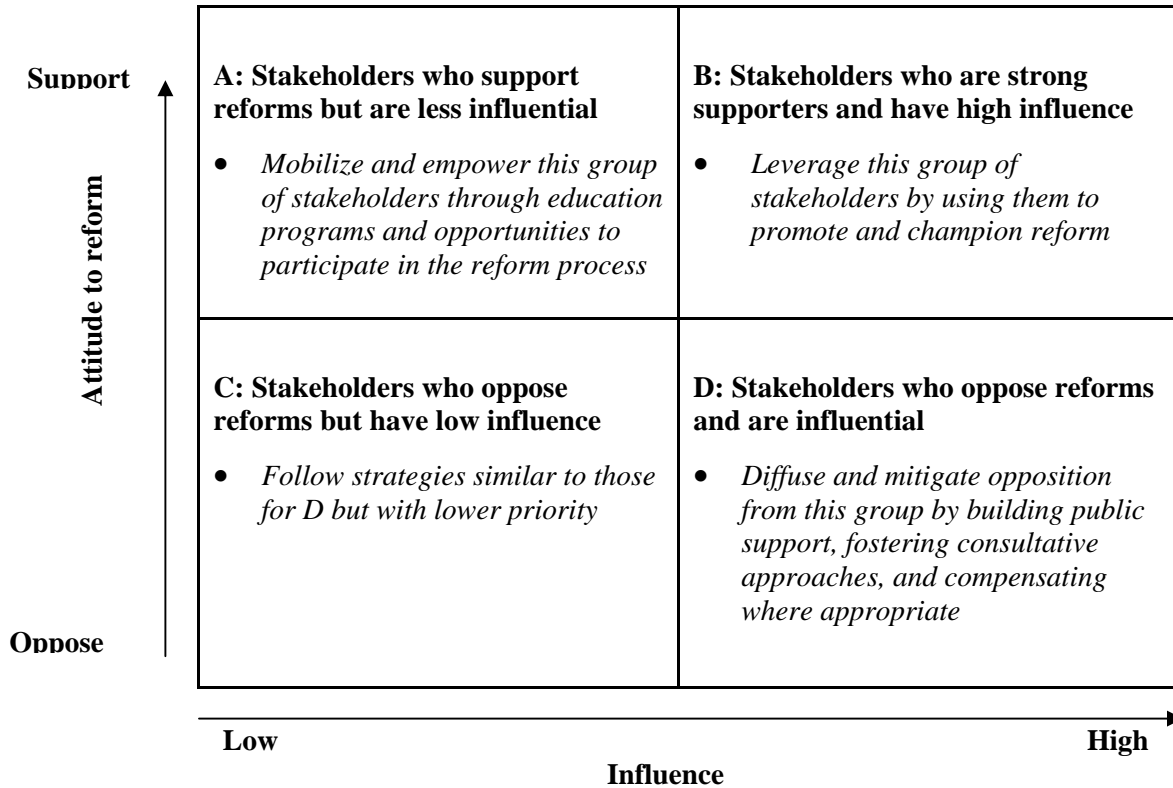 Support
Attitude to reform
Oppose
A: Stakeholders who support
reforms but are less influential
• Mobilize and empower this group
of stakeholders through education
programs and opportunities to
participate in the reform process
B: Stakeholders who are strong
supporters and have high influence
• Leverage this group of
stakeholders by using them to
promote and champion reform
C: Stakeholders who oppose
reforms but have low influence
• Follow strategies similar to those
for D but with lower priority
D: Stakeholders who oppose reforms
and are influential
• Diffuse and mitigate opposition
from this group by building public
support, fostering consultative
approaches, and compensating
where appropriate
Low
High
Influence